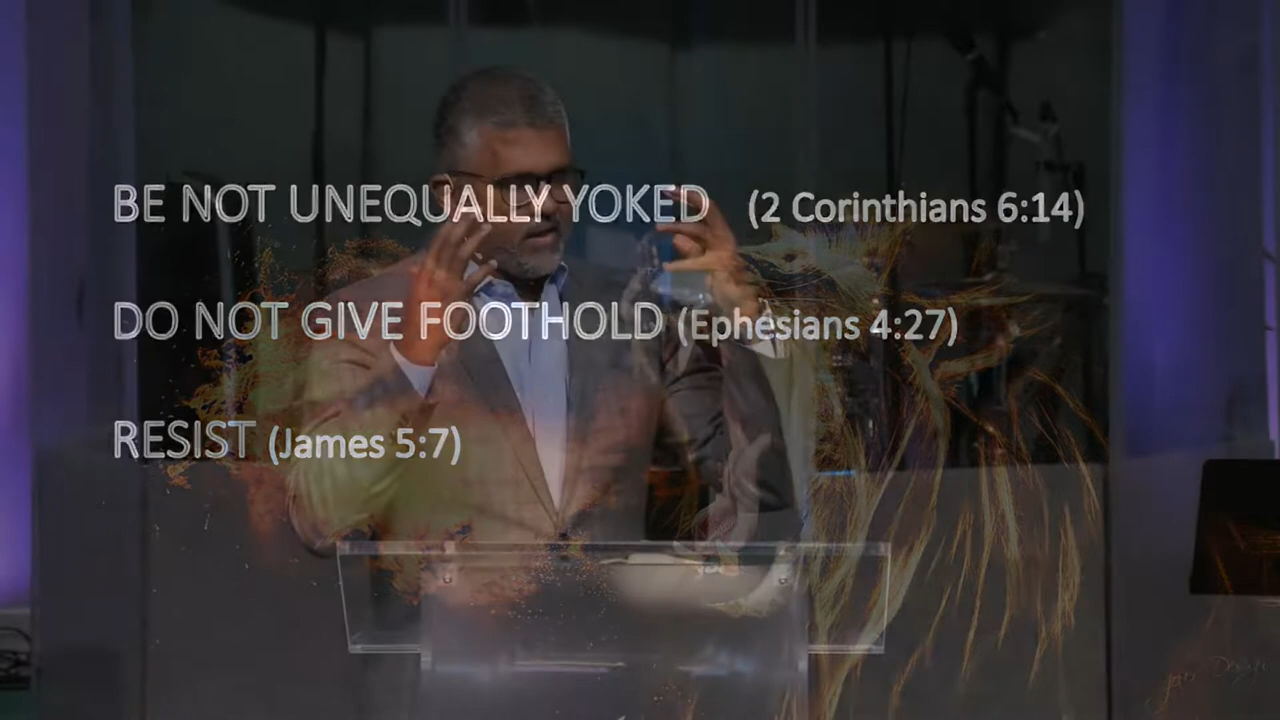 BE NOT UNEQUALLY YOKED (2 Corinthians 6:14)
DO NOT GIVE FOOTHOLD (Ephesians 4:27)
RESIST (James 5:7)